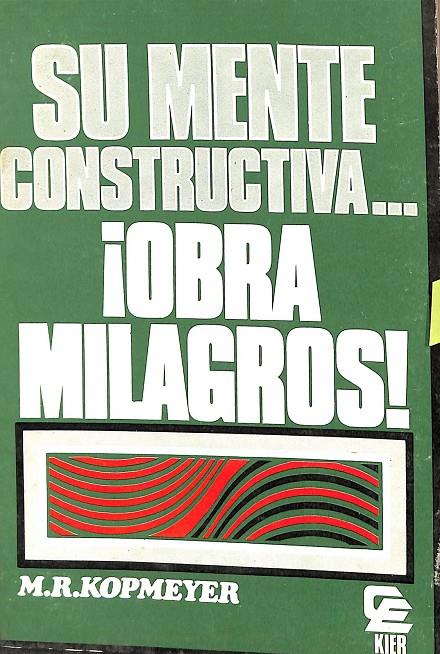 SU MENTE
CONSTRUCTIVA...
¡OBRA
MILAGROS!
M.R.KOPMEYER
KIER